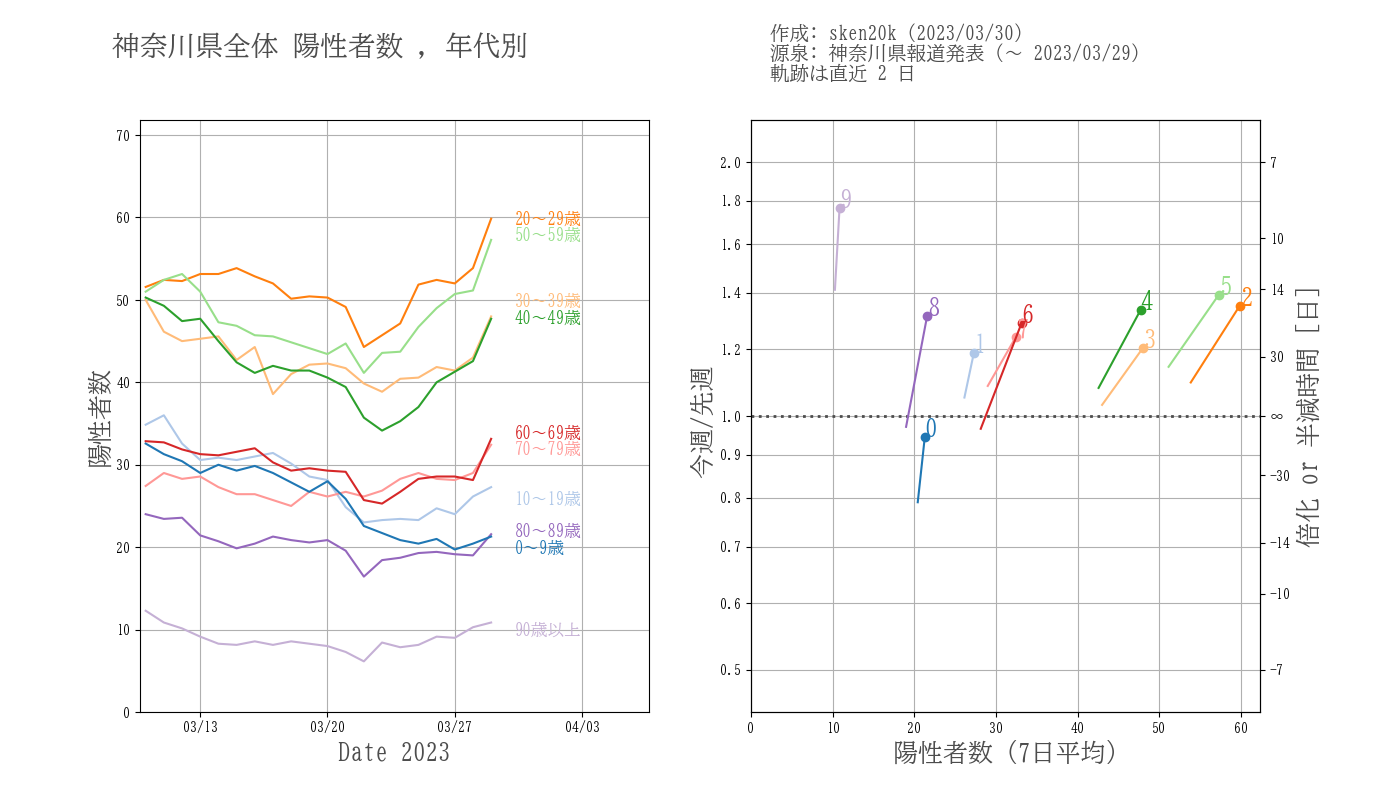 神奈川県全体 陽性者数 , 年代別
作成: sken20k (2023/03/30)
源泉: 神奈川県報道発表 (〜 2023/03/29)
軌跡は直近 2 日
陽性者数
70
60
50
40
30
20
10
0
20〜29歳
50〜59歳
30〜39歳
40〜49歳
60〜69歳
70〜79歳
10〜19歳
80〜89歳
0〜9歳
90歳以上
03/13 03/20 03/27 04/03
Date 2023
今週/先週
2.0
1.8
1.6
1.4
1.2
1.0
0.9
0.8
0.7
0.6
0.5
9
8
1
6
7
4
3
5
2
0
0 10 20 30 40 50 60
陽性者数 (7日平均)
7
10
14
30
∞
−30
−14
−10
−7
倍化 or 半減時間 [日]